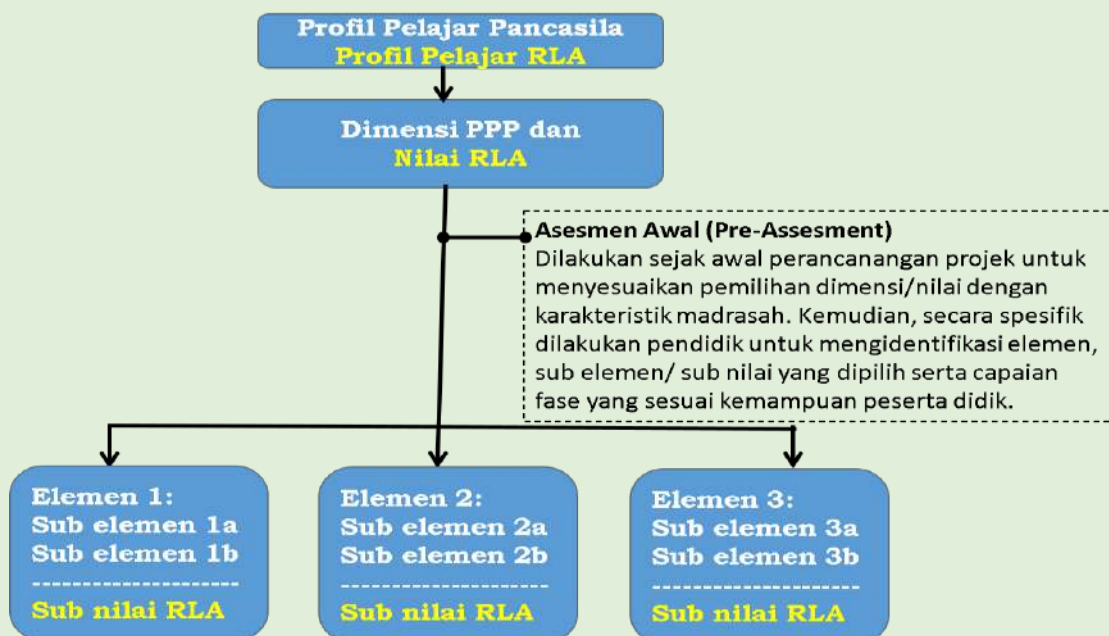 Profil Pelajar Pancasila
Profil Pelajar RLA
Dimensi PPP dan
Nilai RLA
Asesmen Awal (Pre-Assesment)
Dilakukan sejak awal perancanangan projek untuk
menyesuaikan pemilihan dimensi/nilai dengan
karakteristik madrasah. Kemudian, secara spesifik
dilakukan pendidik untuk mengidentifikasi elemen,
sub elemen/ sub nilai yang dipilih serta capaian
fase yang sesuai kemampuan peserta didik.
Elemen 1:
Sub elemen 1a
Sub elemen 1b
---------------------
Sub nilai RLA
Elemen 2:
Sub elemen 2a
Sub elemen 2b
---------------------
Sub nilai RLA
Elemen 3:
Sub elemen 3a
Sub elemen 3b
---------------------
Sub nilai RLA